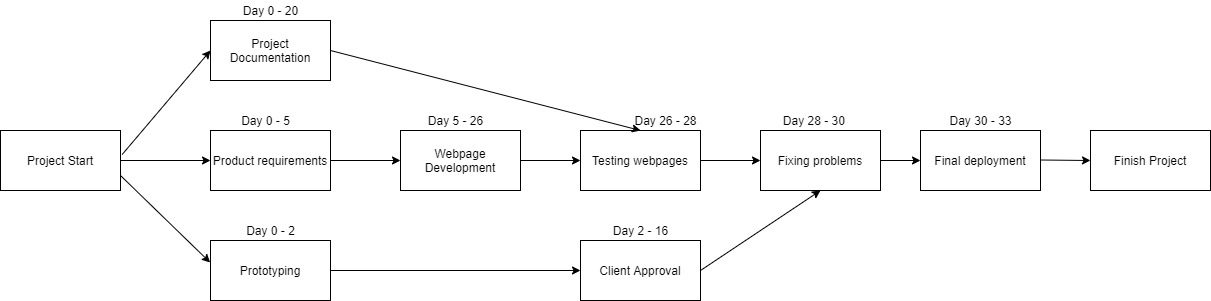 Day 0 - 20
Project
Documentation
Day 0 - 5
Day 5 - 26
Day 26 - 28
Day 28 - 30
Day 30 - 33
Project Start
Product requirements
Webpage
Development
Testing webpages
Fixing problems
Final deployment
Finish Project
Day 0 - 2
Day 2 - 16
Prototyping
Client Approval